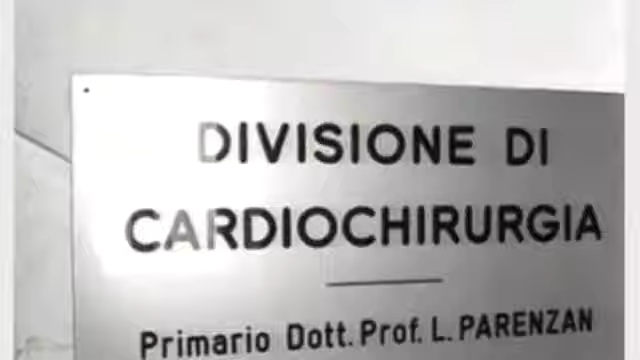 DIVISIONE DI
CARDIOCHIRURGIA
Primario Dott. Prof. L. PARENZAN